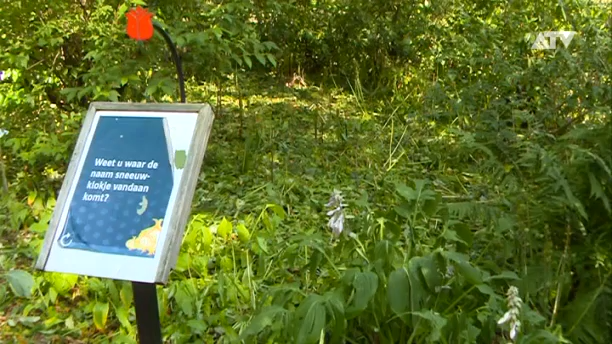 ATV
Weet u waar de
naam sneeuw-
klokje vandaan
komt?